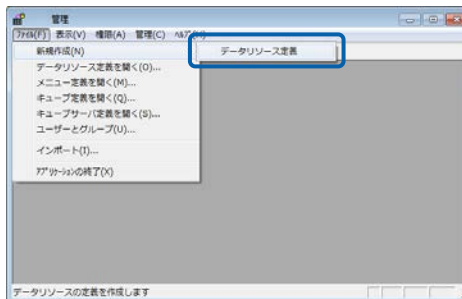 管理
ﾌｧｲﾙ(F) 表示(V) 権限(A) 管理(C) ﾍﾙﾌﾟ(H)
新規作成(N)
データリソース定義
データリソース定義を開く(O)...
メニュー定義を開く(M)...
キューブ定義を開く(Q)...
キューブサーバ定義を開く(S)...
ユーザーとグループ(U)...
インポート(T)...
ｱﾌﾟﾘｹｰｼｮﾝの終了(X)
データリソースの定義を作成します